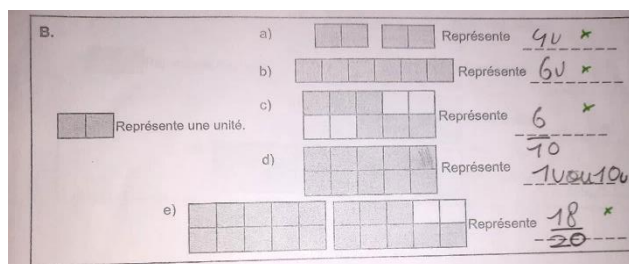 B.
a) Représente 4u x
b) Représente 6u x
c) Représente 6/10 x
Représente une unité.
d) Représente 1u ou 10u
e) Représente 18/20 x